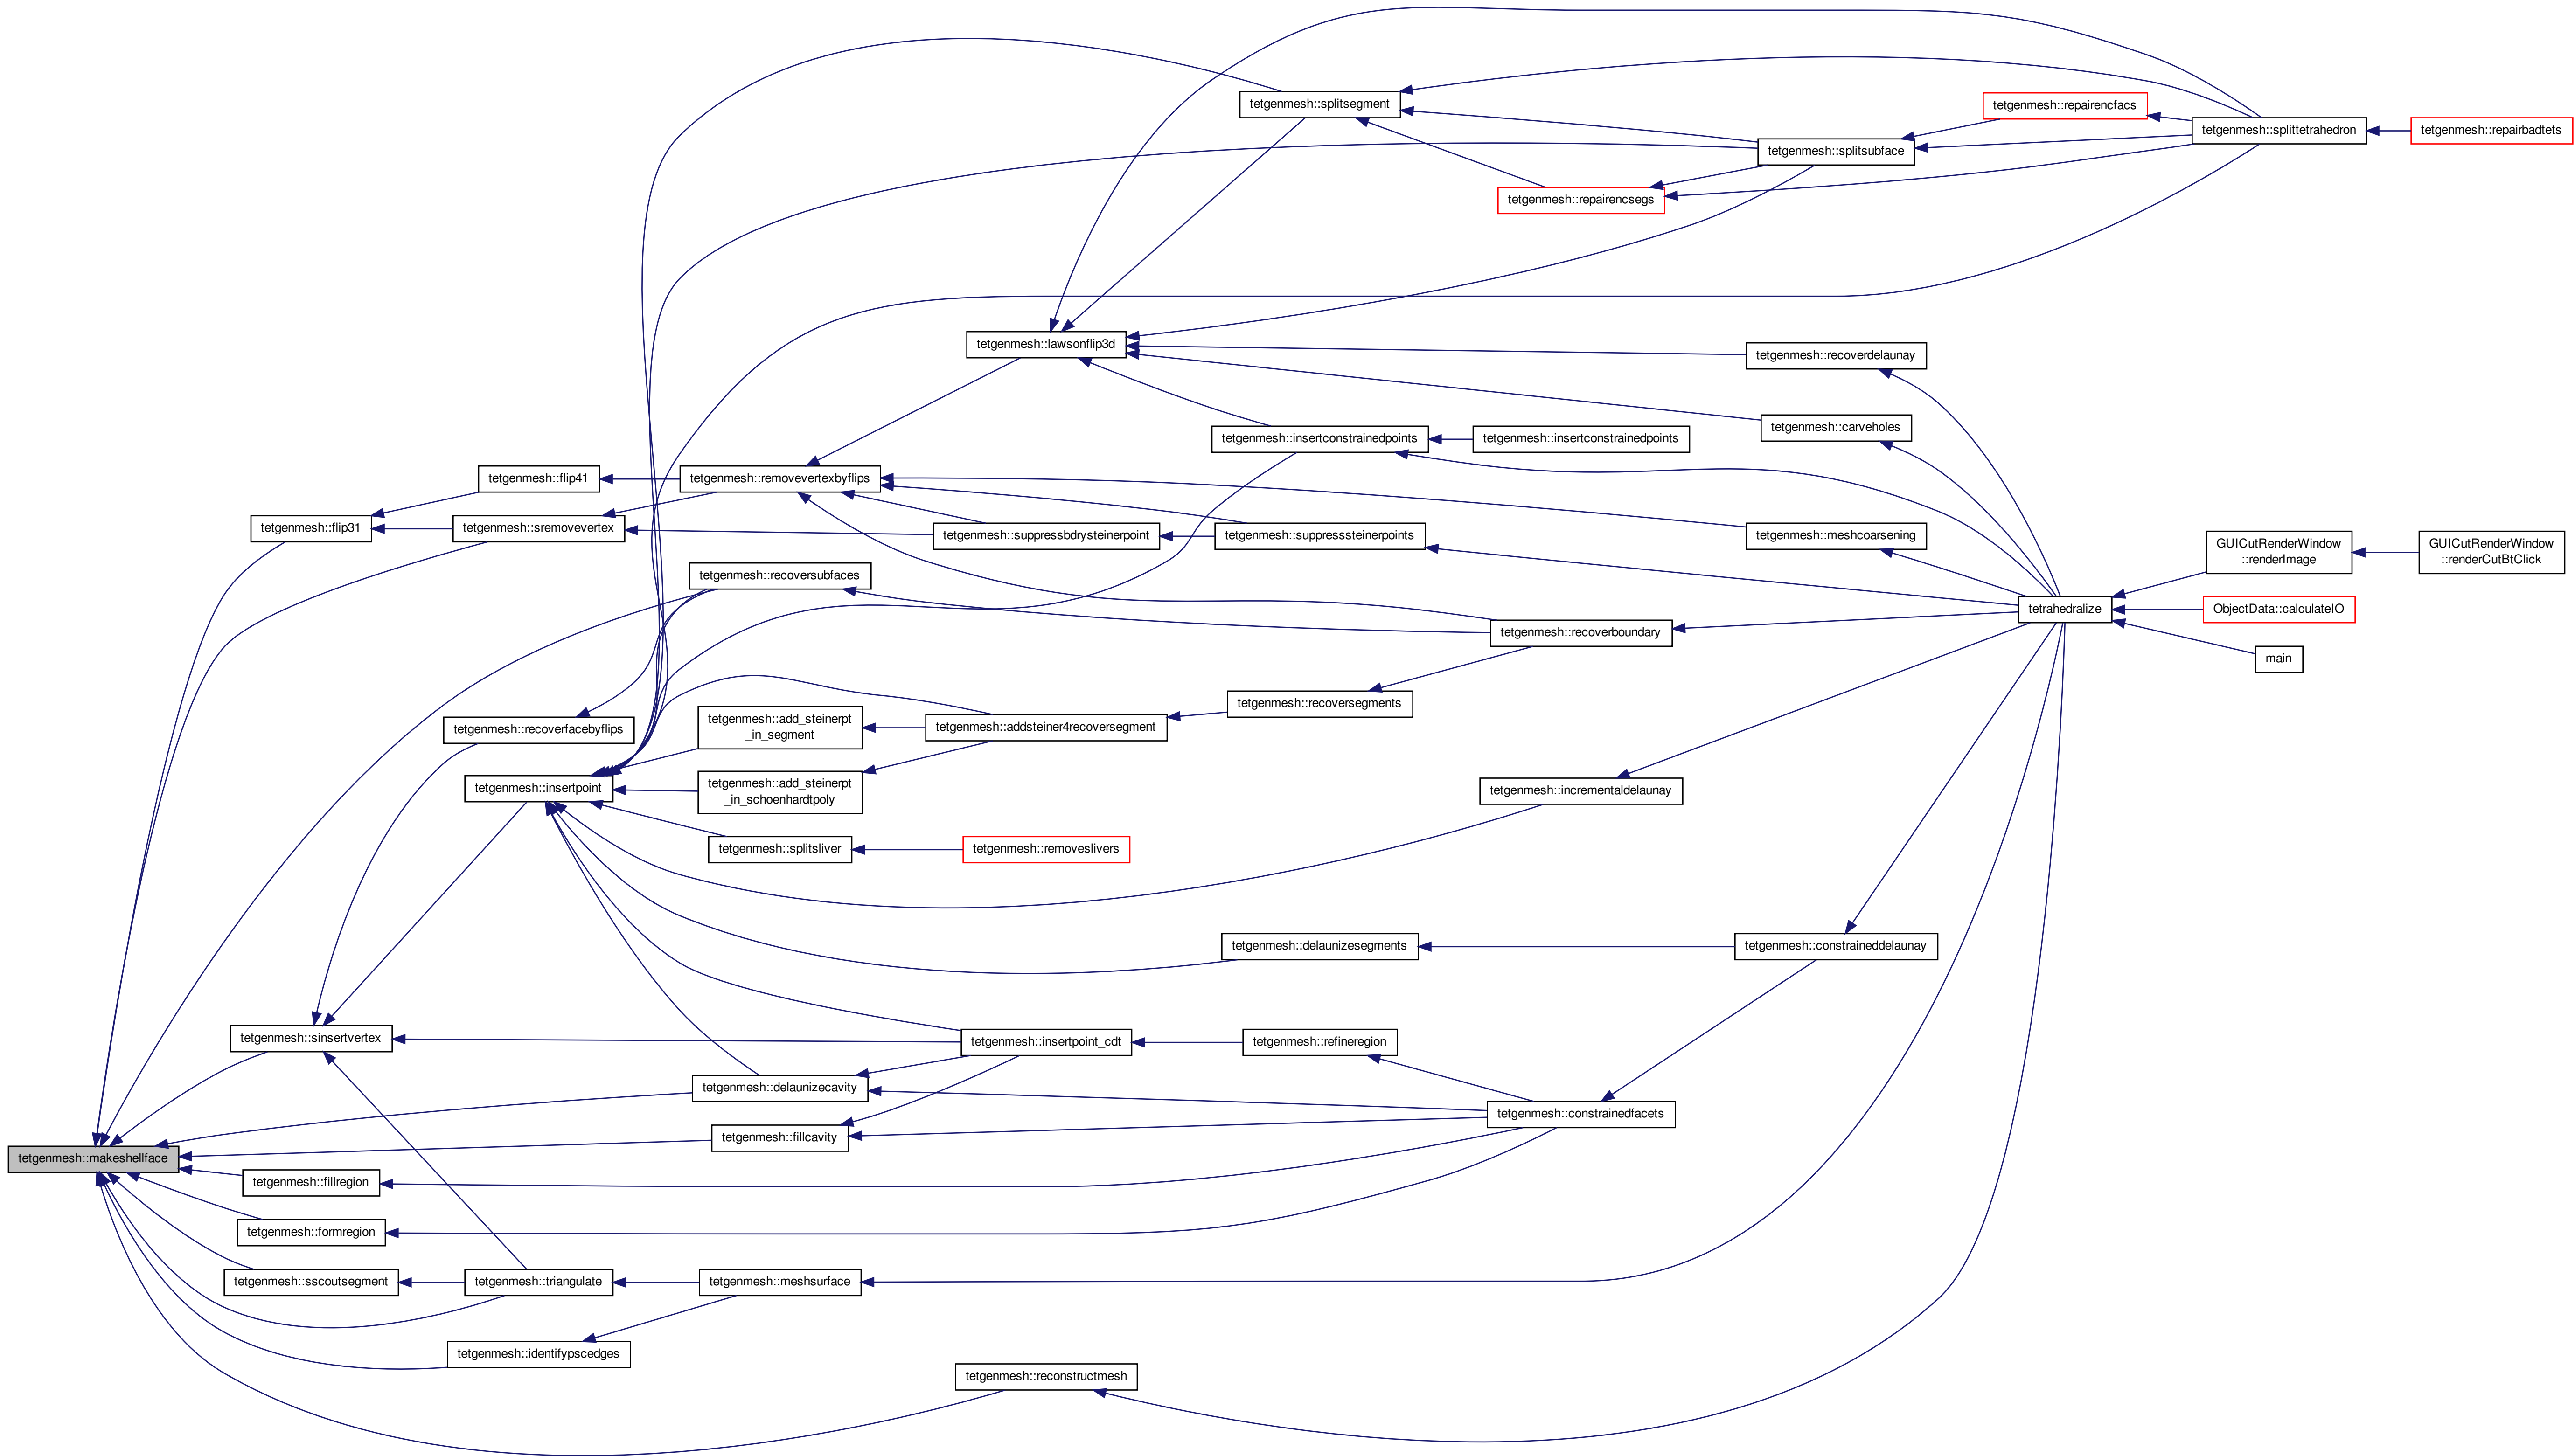 tetgenmesh::makeshellface
tetgenmesh::flip31
tetgenmesh::sinsertvertex
tetgenmesh::fillregion
tetgenmesh::formregion
tetgenmesh::sscoutsegment
tetgenmesh::flip41
tetgenmesh::sremovevertex
tetgenmesh::recoverfacebyflips
tetgenmesh::insertpoint
tetgenmesh::triangulate
tetgenmesh::identifypscedges
tetgenmesh::removevertexbyflips
tetgenmesh::recoversubfaces
tetgenmesh::add_steinerpt
_in_segment
tetgenmesh::add_steinerpt
_in_schoenhardtpoly
tetgenmesh::splitsliver
tetgenmesh::delaunizecavity
tetgenmesh::fillcavity
tetgenmesh::meshsurface
tetgenmesh::lawsonflip3d
tetgenmesh::suppressbdrysteinerpoint
tetgenmesh::addsteiner4recoversegment
tetgenmesh::removeslivers
tetgenmesh::insertpoint_cdt
tetgenmesh::reconstructmesh
tetgenmesh::splitsegment
tetgenmesh::insertconstrainedpoints
tetgenmesh::suppresssteinerpoints
tetgenmesh::recoversegments
tetgenmesh::delaunizesegments
tetgenmesh::refineregion
tetgenmesh::repairencsegs
tetgenmesh::insertconstrainedpoints
tetgenmesh::recoverboundary
tetgenmesh::incrementaldelaunay
tetgenmesh::constrainedfacets
tetgenmesh::splitsubface
tetgenmesh::recoverdelaunay
tetgenmesh::carveholes
tetgenmesh::meshcoarsening
tetgenmesh::constraineddelaunay
tetgenmesh::repairencfacs
tetrahedralize
tetgenmesh::splittetrahedron
GUICutRenderWindow
::renderImage
ObjectData::calculateIO
main
tetgenmesh::repairbadtets
GUICutRenderWindow
::renderCutBtClick